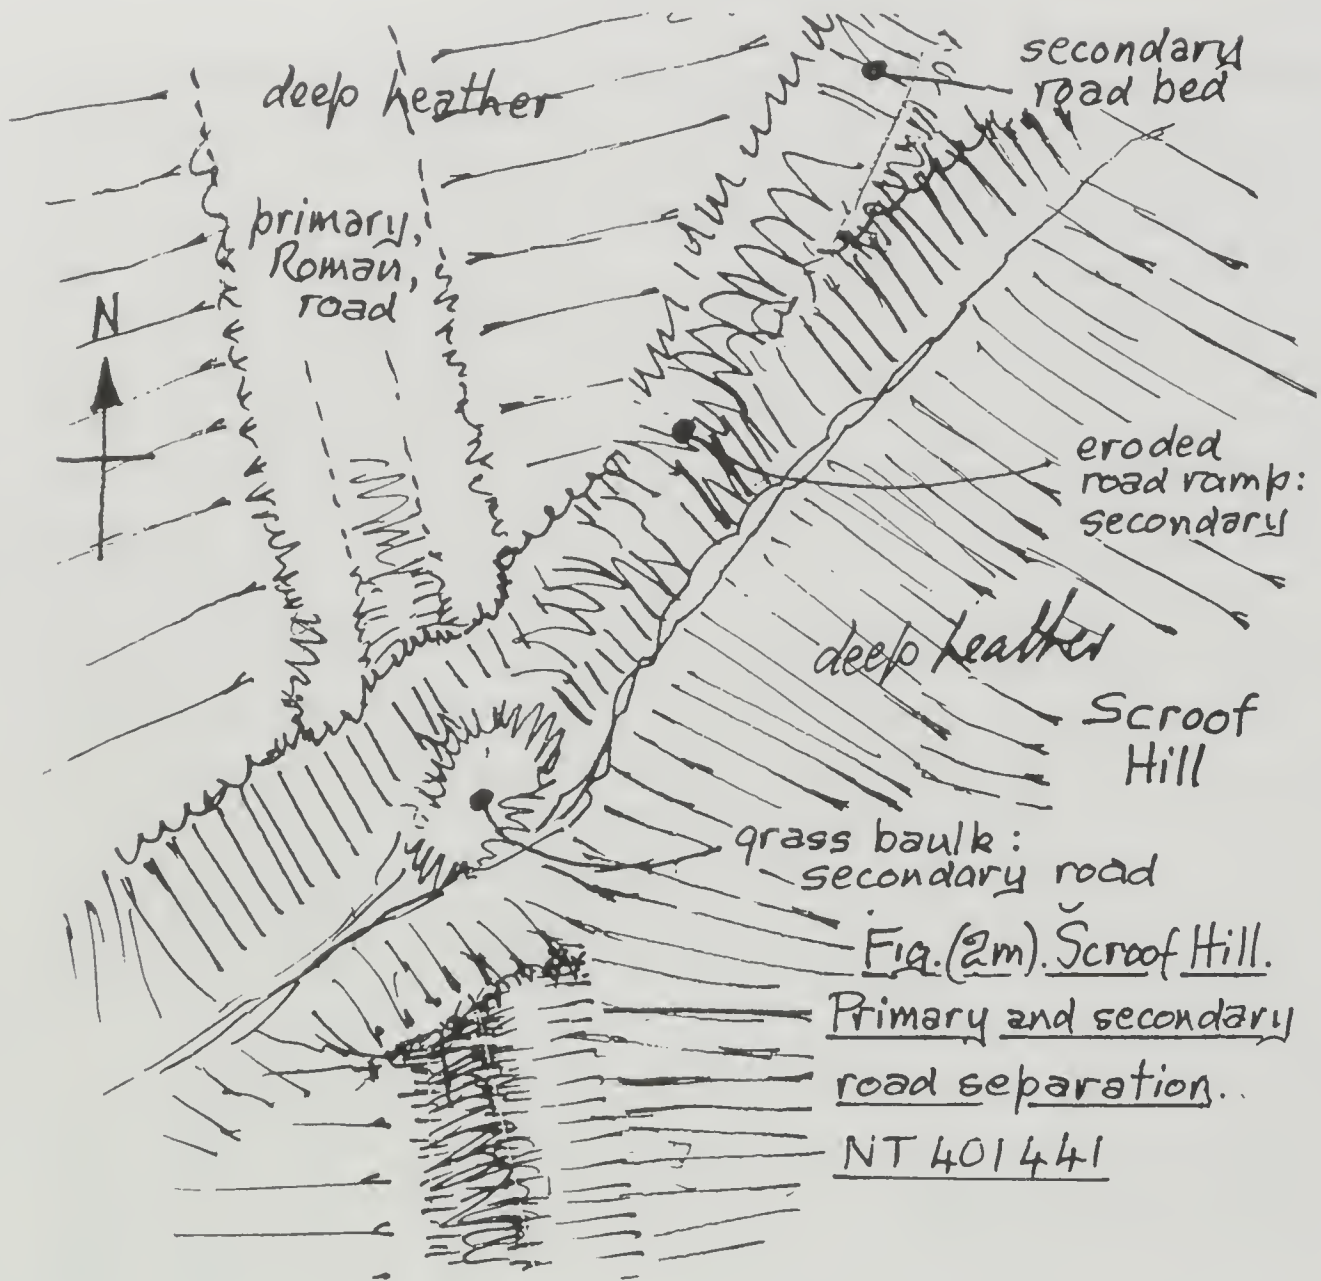 secondary
road bed
deep heather
primary,
Roman,
road
N
eroded
road ramp:
secondary
deep heather
Scroof
Hill
grass baulk:
secondary road
Fig.(2m). Scroof Hill.
Primary and secondary
road separation.
NT 401441